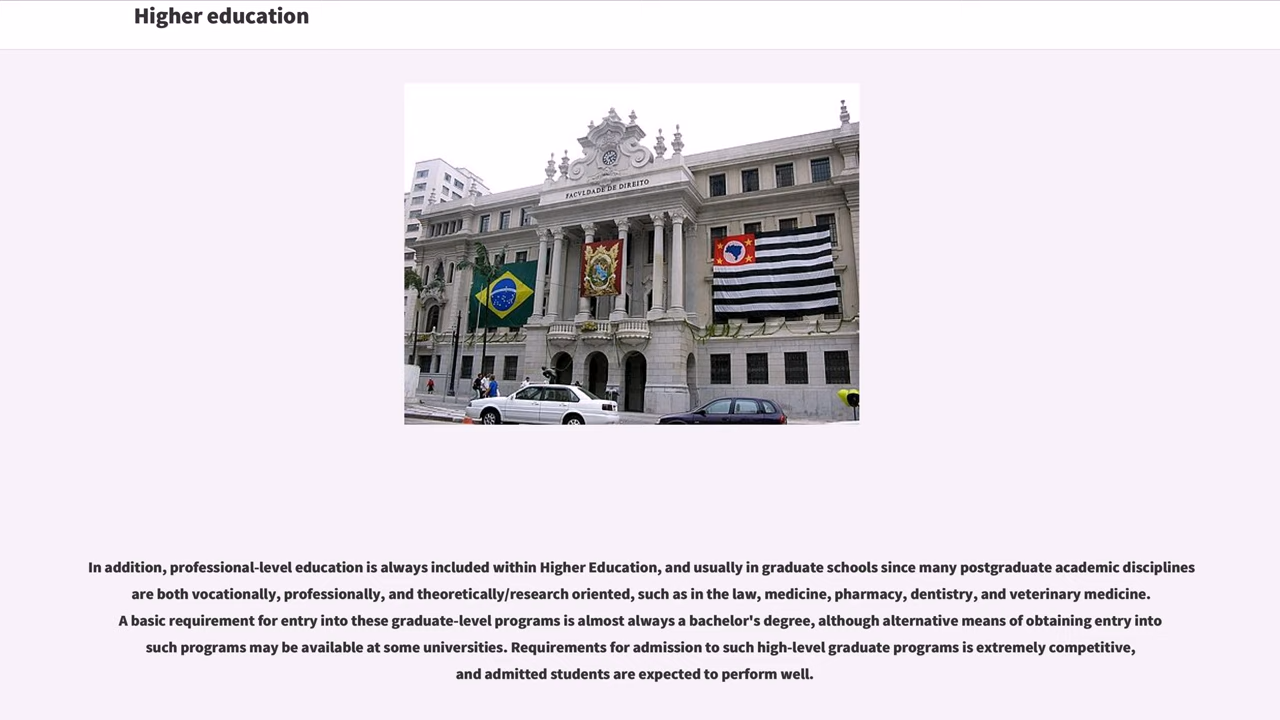 Higher education
FACVLDADE DE DIREITO
In addition, professional-level education is always included within Higher Education, and usually in graduate schools since many postgraduate academic disciplines
are both vocationally, professionally, and theoretically/research oriented, such as in the law, medicine, pharmacy, dentistry, and veterinary medicine.
A basic requirement for entry into these graduate-level programs is almost always a bachelor's degree, although alternative means of obtaining entry into
such programs may be available at some universities. Requirements for admission to such high-level graduate programs is extremely competitive,
and admitted students are expected to perform well.